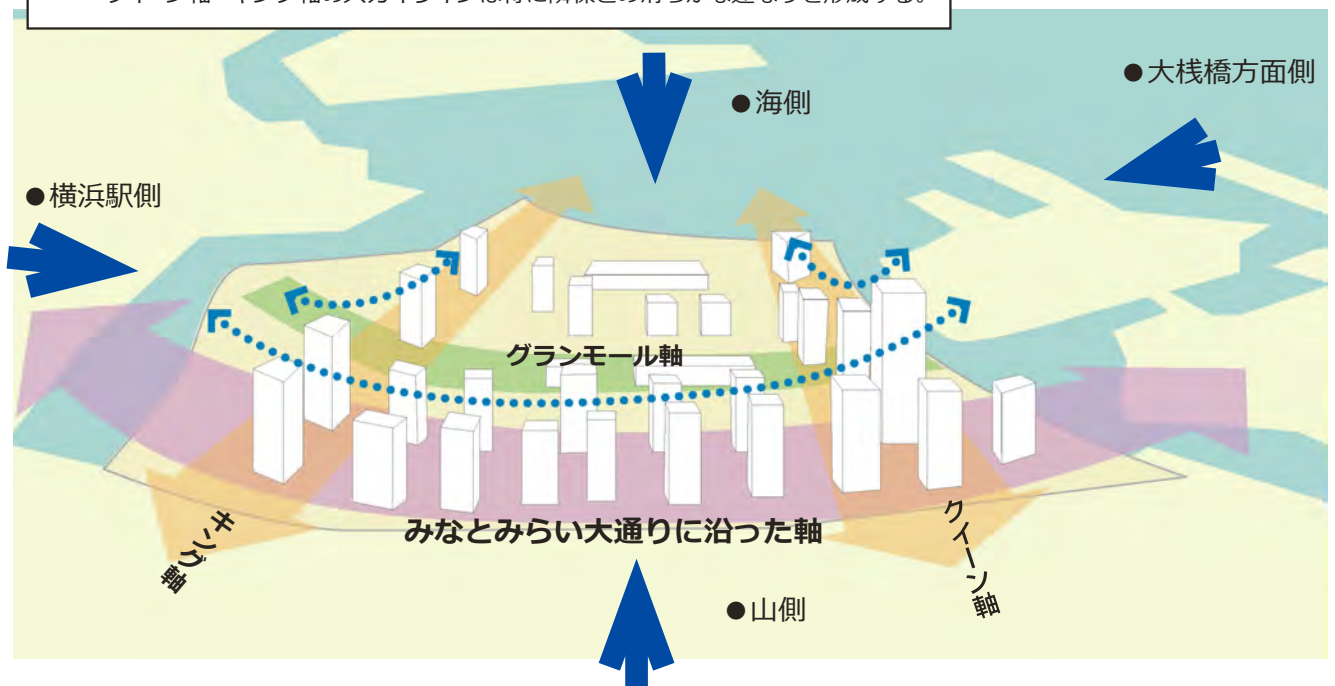 ●海側
●大桟橋方面側
●横浜駅側
グランモール軸
みなとみらい大通りに沿った軸
キング軸
クイーン軸
●山側